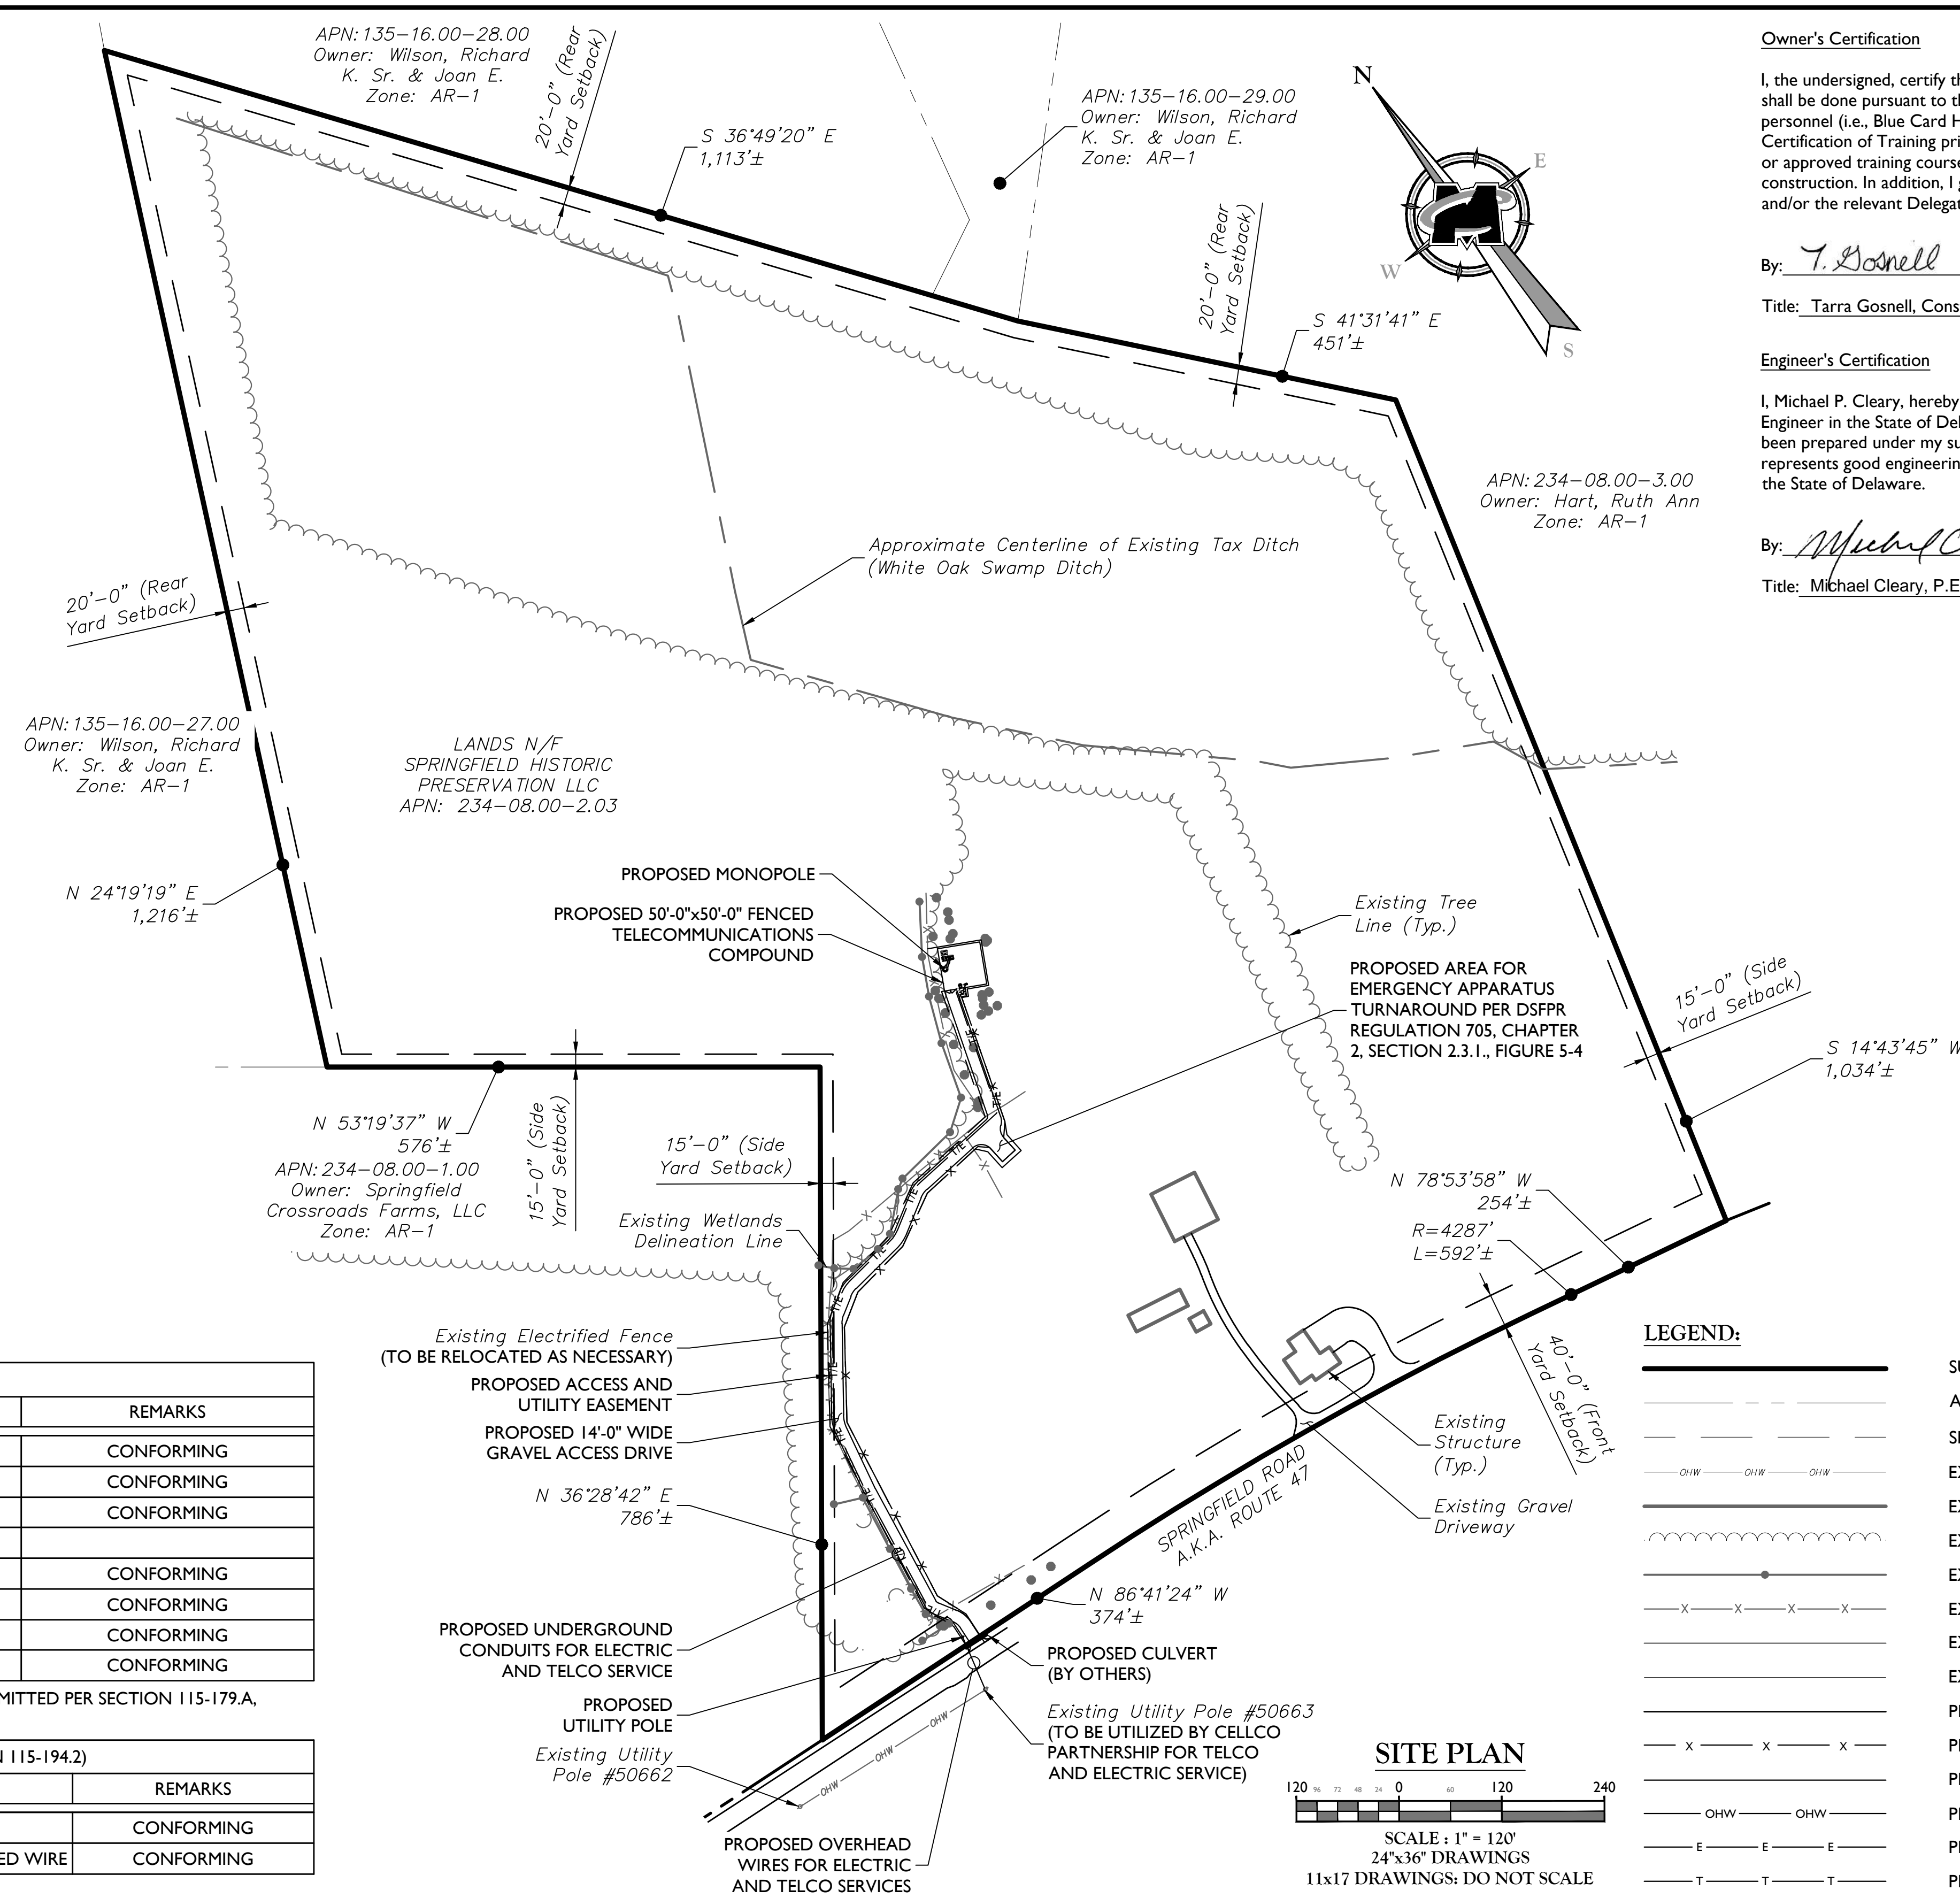 APN: 135-16.00-28.00
Owner: Wilson, Richard
K. Sr. & Joan E.
Zone: AR-1
20'-0" (Rear
Yard Setback)
S 36°49'20" E
1,113'±
APN: 135-16.00-29.00
Owner: Wilson, Richard
K. Sr. & Joan E.
Zone: AR-1
N
E
W
S
20'-0" (Rear
Yard Setback)
S 41°31'41" E
451'±
Owner's Certification
I, the undersigned, certify
shall be done pursuant to
personnel (i.e., Blue Card
Certification of Training
or approved training
construction. In addition, I
and/or the relevant
By: T. Gosnell
Title: Tarra Gosnell,
Engineer's Certification
I, Michael P. Cleary, hereby
Engineer in the State of
been prepared under my
represents good
the State of Delaware.
By:
Title: Michael Cleary, P.E
APN: 234-08.00-3.00
Owner: Hart, Ruth Ann
Zone: AR-1
Approximate Centerline of Existing Tax Ditch
(White Oak Swamp Ditch)
20'-0" (Rear
Yard Setback)
APN: 135-16.00-27.00
Owner: Wilson, Richard
K. Sr. & Joan E.
Zone: AR-1
LANDS N/F
SPRINGFIELD HISTORIC
PRESERVATION LLC
APN: 234-08.00-2.03
N 24°19'19" E
1,216'±
PROPOSED MONOPOLE
PROPOSED 50'-0"x50'-0" FENCED
TELECOMMUNICATIONS
COMPOUND
Existing Tree
Line (Typ.)
PROPOSED AREA FOR
EMERGENCY APPARATUS
TURNAROUND PER DSFPR
REGULATION 705, CHAPTER
2, SECTION 2.3.1., FIGURE 5-4
15'-0" (Side
Yard Setback)
S 14°43'45" W
1,034'±
N 53°19'37" W
576'±
APN: 234-08.00-1.00
Owner: Springfield
Crossroads Farms, LLC
Zone: AR-1
15'-0" (Side
Yard Setback)
15'-0" (Side
Yard Setback)
Existing Wetlands
Delineation Line
N 78°53'58" W
254'±
R=4287'
L=592'±
Existing Electrified Fence
(TO BE RELOCATED AS NECESSARY)
PROPOSED ACCESS AND
UTILITY EASEMENT
PROPOSED 14'-0" WIDE
GRAVEL ACCESS DRIVE
N 36°28'42" E
786'±
40'-0" (Front
Yard Setback)
Existing
Structure
(Typ.)
Existing Gravel
Driveway
SPRINGFIELD ROAD
A.K.A. ROUTE 47
N 86°41'24" W
374'±
PROPOSED UNDERGROUND
CONDUITS FOR ELECTRIC
AND TELCO SERVICE
PROPOSED
UTILITY POLE
Existing Utility
Pole #50662
PROPOSED OVERHEAD
WIRES FOR ELECTRIC
AND TELCO SERVICES
PROPOSED CULVERT
(BY OTHERS)
Existing Utility Pole #50663
(TO BE UTILIZED BY CELLCO
PARTNERSHIP FOR TELCO
AND ELECTRIC SERVICE)
OHW
OHW
T/E
T/E
T/E
T/E
T/E
T/E
T/E
T/E
REMARKS
CONFORMING
CONFORMING
CONFORMING
CONFORMING
CONFORMING
CONFORMING
CONFORMING
PER SECTION 115-179.A,
115-194.2)
REMARKS
CONFORMING
WIRE CONFORMING
SITE PLAN
120 96 72 48 24 0 60 120 240
SCALE : 1" = 120'
24"x36" DRAWINGS
11x17 DRAWINGS: DO NOT SCALE
LEGEND:
OHW OHW OHW
X X X X
X X X
OHW OHW
E E E
T T T